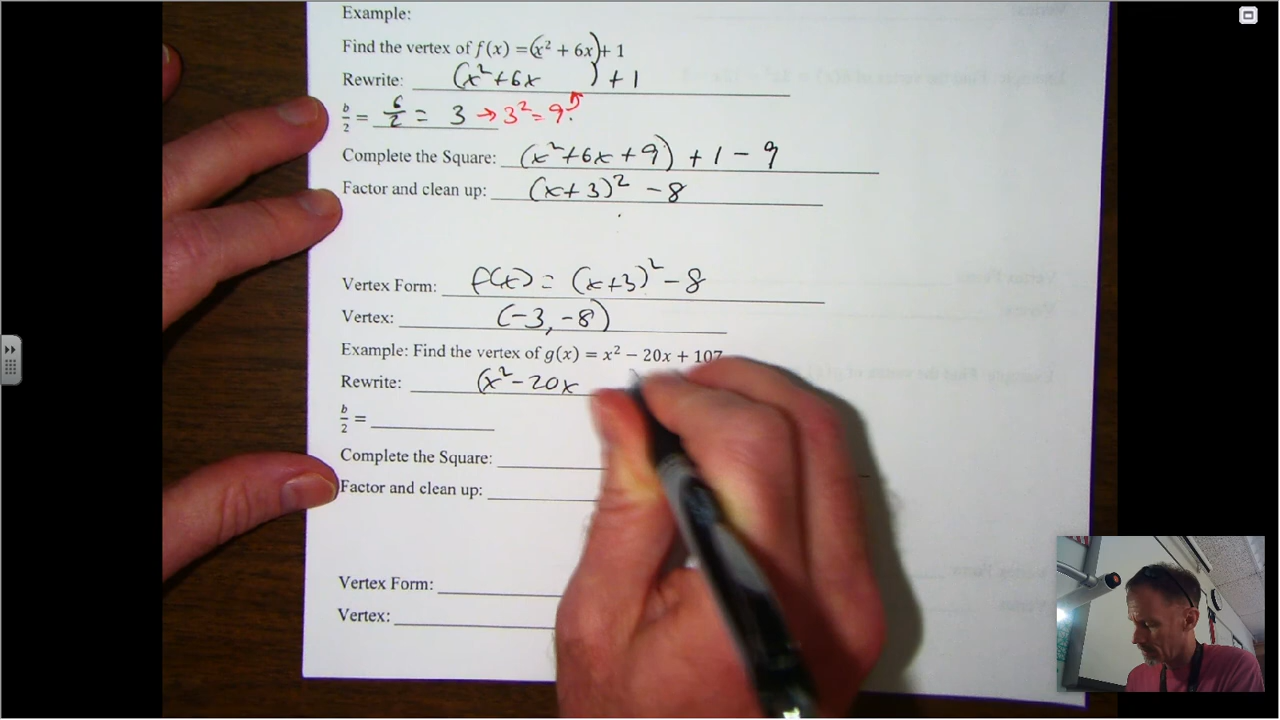 Example:
Find the vertex of f(x) = (x² + 6x) + 1
Rewrite: (x²+6x ) + 1
b/2 = 6/2 = 3 → 3² = 9
Complete the Square: (x²+6x+9) + 1 − 9
Factor and clean up: (x+3)² − 8
Vertex Form: f(x) = (x+3)² − 8
Vertex: (−3, −8)
Example: Find the vertex of g(x) = x² − 20x + 107
Rewrite: (x² − 20x
b/2 =
Complete the Square:
Factor and clean up:
Vertex Form:
Vertex: